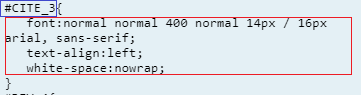 #CITE_3{
   font:normal normal 400 normal 14px / 16px
arial, sans-serif;
   text-align:left;
   white-space:nowrap;
}